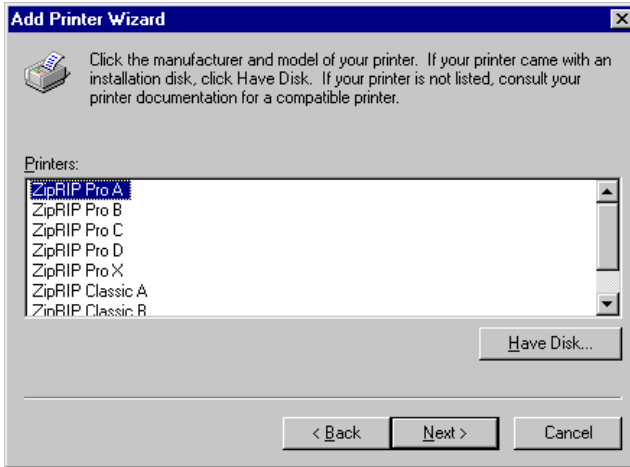 Add Printer Wizard
Click the manufacturer and model of your printer. If your printer came with an
installation disk, click Have Disk. If your printer is not listed, consult your
printer documentation for a compatible printer.
Printers:
ZipRIP Pro A
ZipRIP Pro B
ZipRIP Pro C
ZipRIP Pro D
ZipRIP Pro X
ZipRIP Classic A
ZipRIP Classic B
Have Disk...
< Back
Next >
Cancel